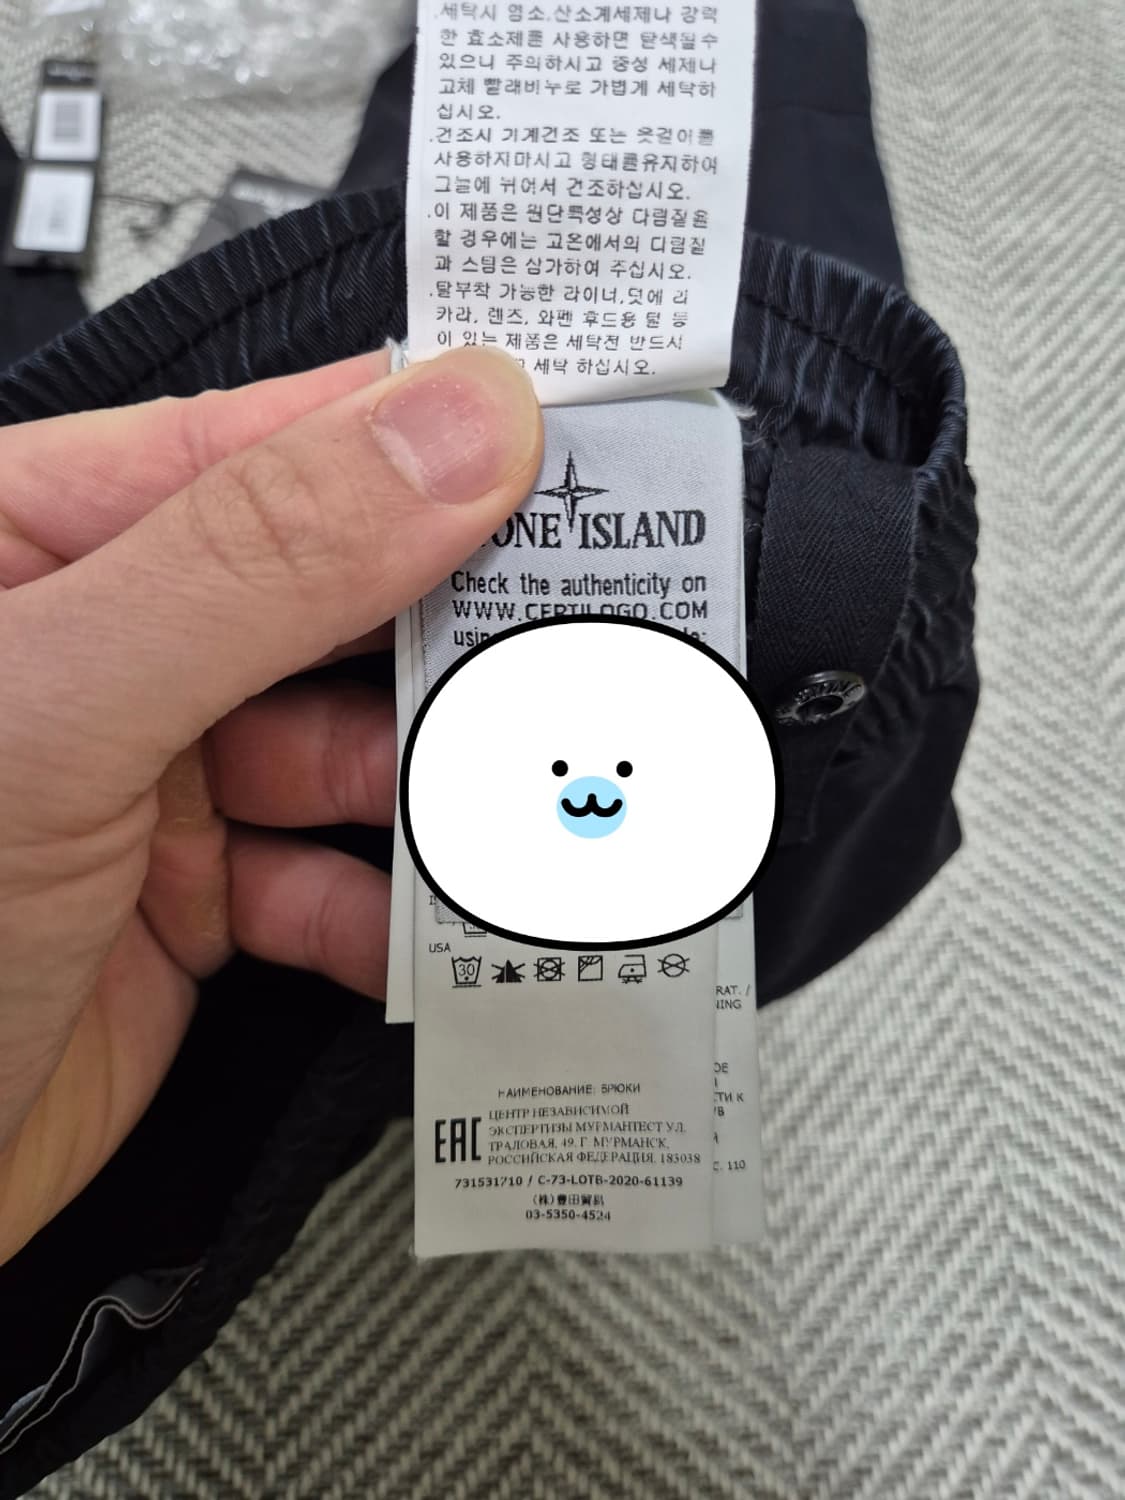 .세탁시 염소,산소계세제나 강력
한 효소제를 사용하면 탈색될수
있으니 주의하시고 중성 세제나
고체 빨래비누로 가볍게 세탁하
십시오.
.건조시 기계건조 또는 옷걸이를
사용하지마시고 형태를유지하여
그늘에 뉘어서 건조하십시오.
.이 제품은 원단특성상 다림질을
할 경우에는 고온에서의 다림질
과 스팀은 삼가하여 주십시오.
.탈부착 가능한 라이너,덧에 리
카라, 렌즈, 와펜 후드용 털 등
이 있는 제품은 세탁전 반드시
세탁 하십시오.
ISLAND
Check the authenticity on
WWW.CERTILOGO.COM
USA
30
RAT. /
НАИМЕНОВАНИЕ: БРЮКИ
EAC
ЦЕНТР НЕЗАВИСИМОЙ
ЭКСПЕРТИЗЫ МУРМАНТЕСТ УЛ.
ТРАЛОВАЯ, 49, Г. МУРМАНСК,
РОССИЙСКАЯ ФЕДЕРАЦИЯ, 183038
731531710 / C-73-LOTB-2020-61139
(株)豊田貿易
03-5350-4524
С. 110